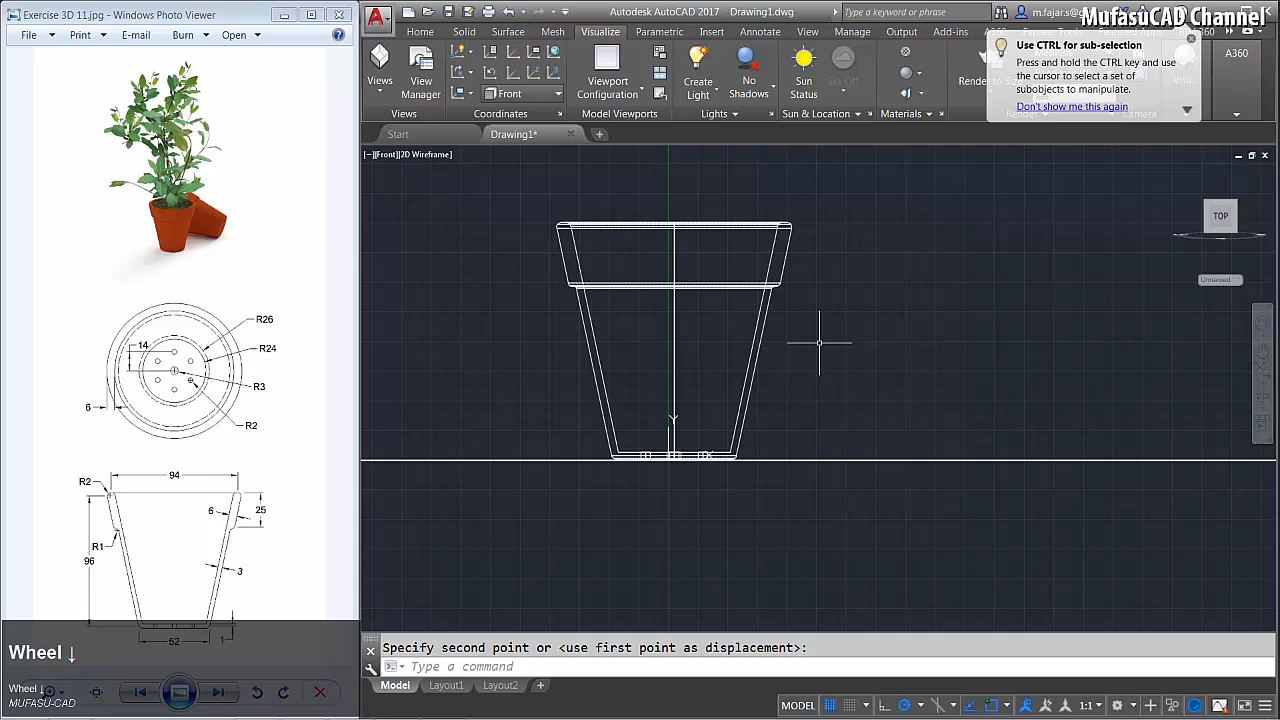 Exercise 3D 11.jpg - Windows Photo Viewer
File
Print
E-mail
Burn
Open
14
R26
R24
R3
R2
6
94
R2
6
25
R1
96
3
52
1
Wheel ↓
Wheel ↓
MUFASU-CAD
Autodesk AutoCAD 2017 Drawing1.dwg
Type a keyword or phrase
m.fajar.s@
MufasuCAD Channel
Home
Solid
Surface
Mesh
Visualize
Parametric
Insert
Annotate
View
Manage
Output
Add-ins
Views
View
Manager
Front
Viewport
Configuration
Create
Light
No
Shadows
Sun
Status
Sky Off
A360
Views
Coordinates
Model Viewports
Lights
Sun & Location
Materials
Use CTRL for sub-selection
Press and hold the CTRL key and use
the cursor to select a set of
subobjects to manipulate.
Don't show me this again
Start
Drawing1*
[−][Front][2D Wireframe]
TOP
Unnamed
Y
X
Specify second point or <use first point as displacement>:
Type a command
Model
Layout1
Layout2
MODEL
1:1